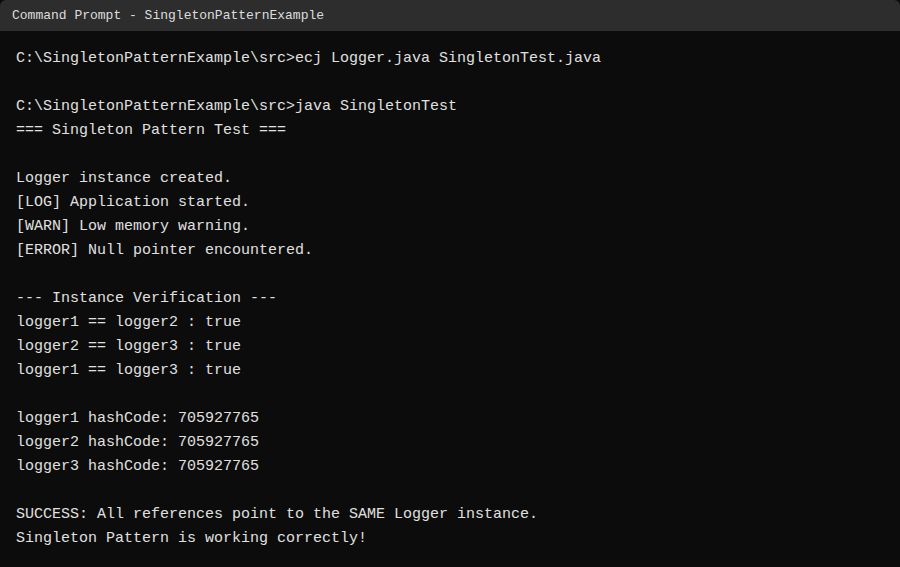 Command Prompt - SingletonPatternExample
C:\SingletonPatternExample\src>ecj Logger.java SingletonTest.java
C:\SingletonPatternExample\src>java SingletonTest
=== Singleton Pattern Test ===
Logger instance created.
[LOG] Application started.
[WARN] Low memory warning.
[ERROR] Null pointer encountered.
--- Instance Verification ---
logger1 == logger2 : true
logger2 == logger3 : true
logger1 == logger3 : true
logger1 hashCode: 705927765
logger2 hashCode: 705927765
logger3 hashCode: 705927765
SUCCESS: All references point to the SAME Logger instance.
Singleton Pattern is working correctly!